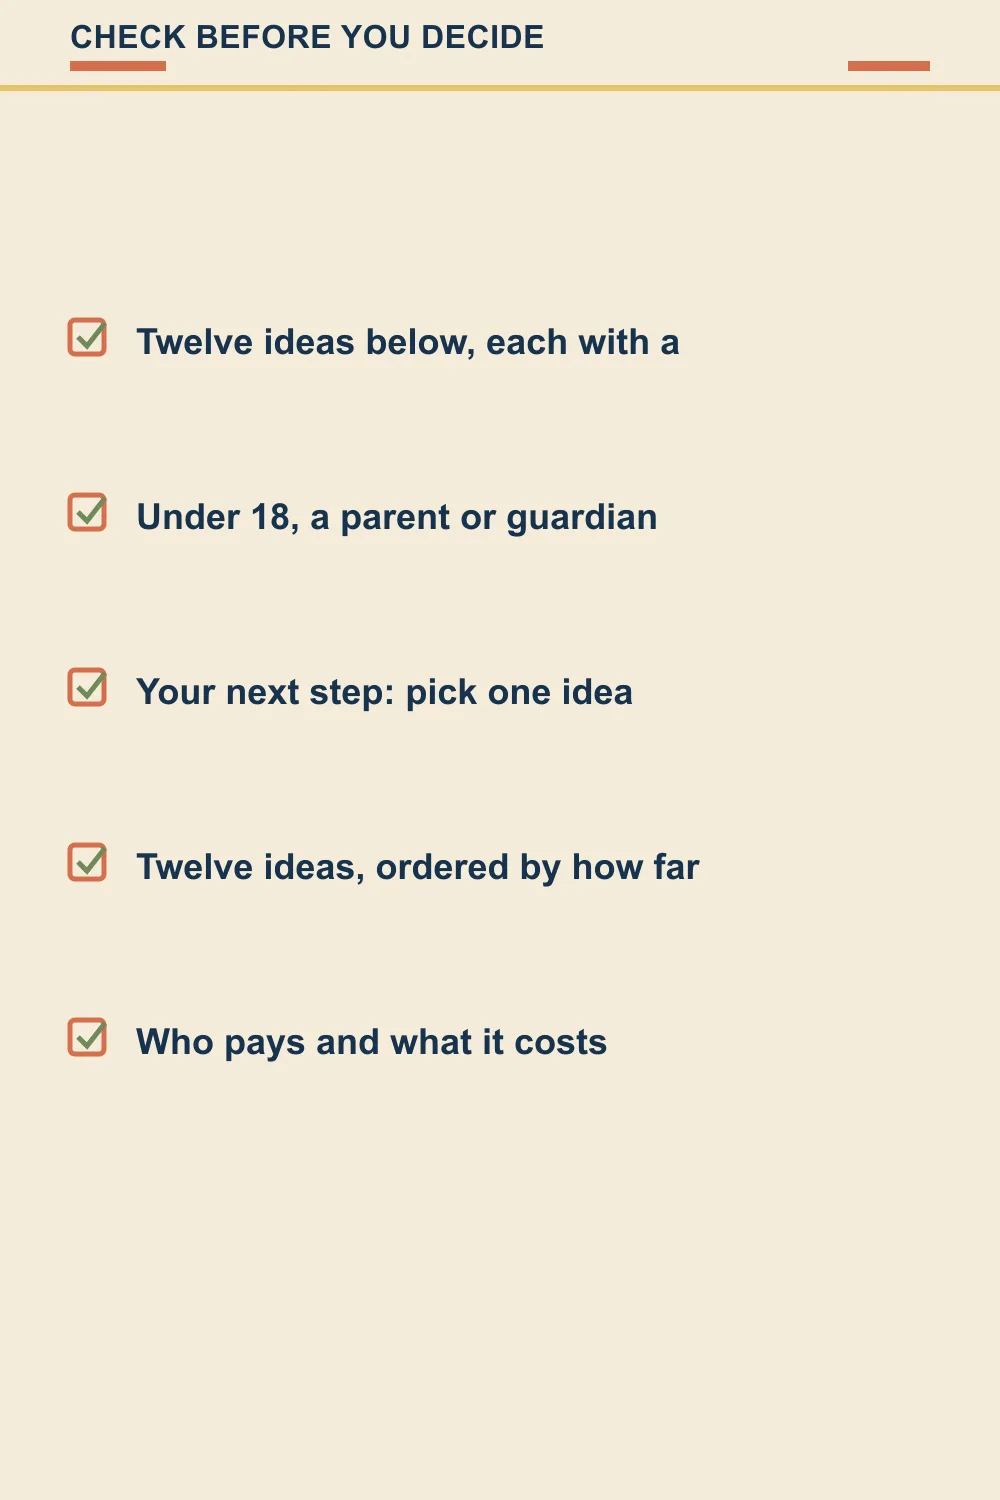 CHECK BEFORE YOU DECIDE
Twelve ideas below, each with a
Under 18, a parent or guardian
Your next step: pick one idea
Twelve ideas, ordered by how far
Who pays and what it costs